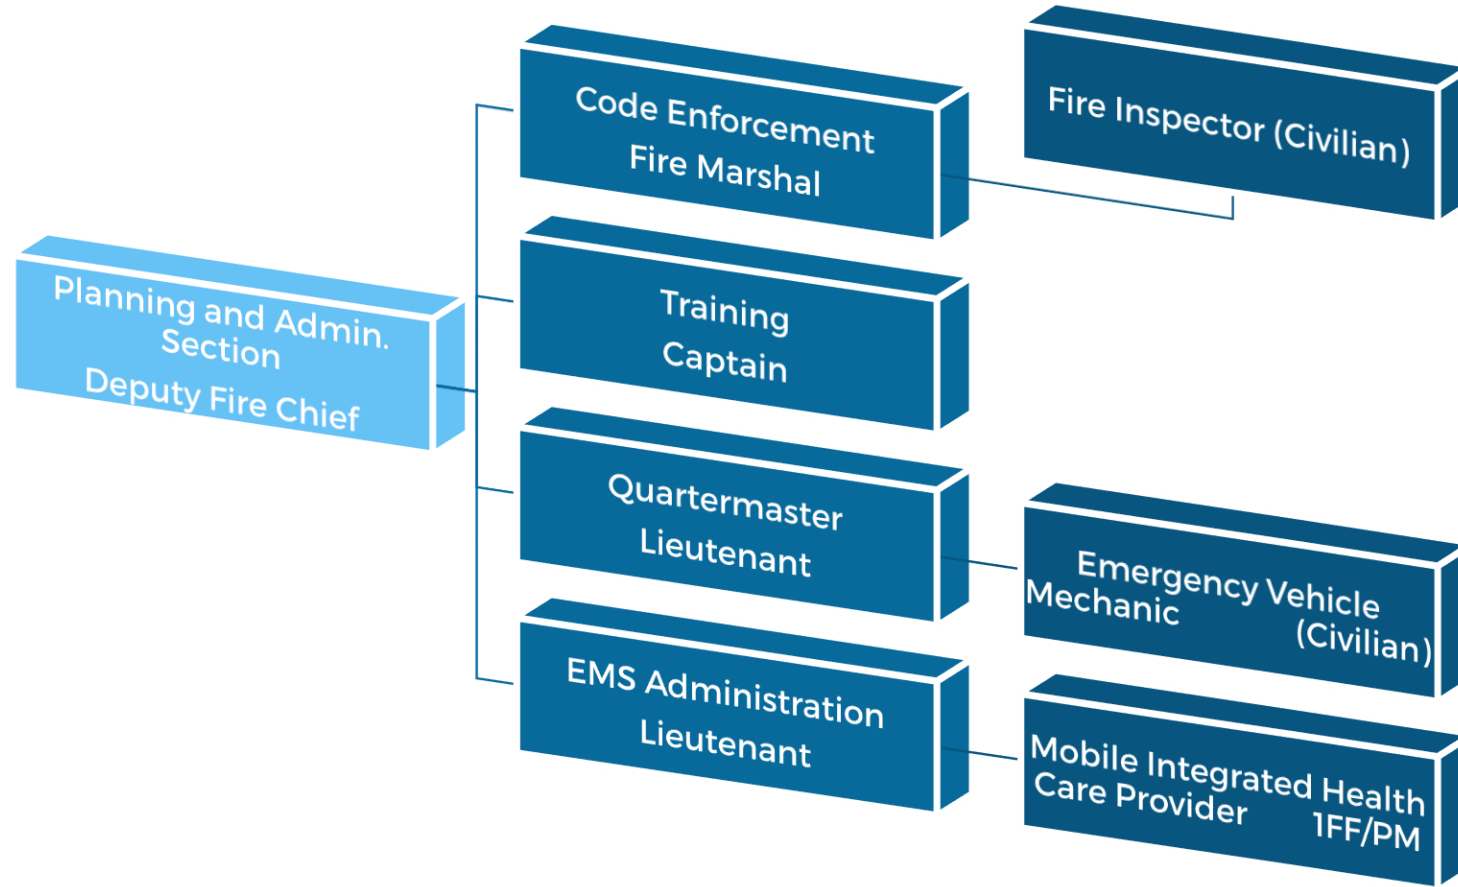 Planning and Admin.
Section
Deputy Fire Chief
Code Enforcement
Fire Marshal
Fire Inspector (Civilian)
Training
Captain
Quartermaster
Lieutenant
Emergency Vehicle
Mechanic (Civilian)
EMS Administration
Lieutenant
Mobile Integrated Health
Care Provider 1FF/PM